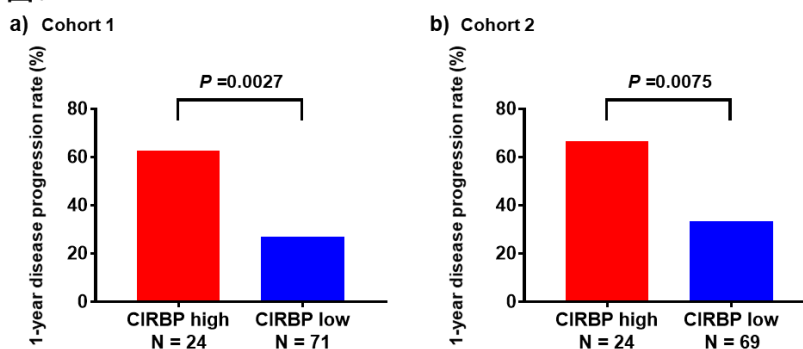 a) Cohort 1
1-year disease progression rate (%)
P =0.0027
80
60
40
20
0
CIRBP high
N = 24
CIRBP low
N = 71
b) Cohort 2
1-year disease progression rate (%)
P =0.0075
80
60
40
20
0
CIRBP high
N = 24
CIRBP low
N = 69